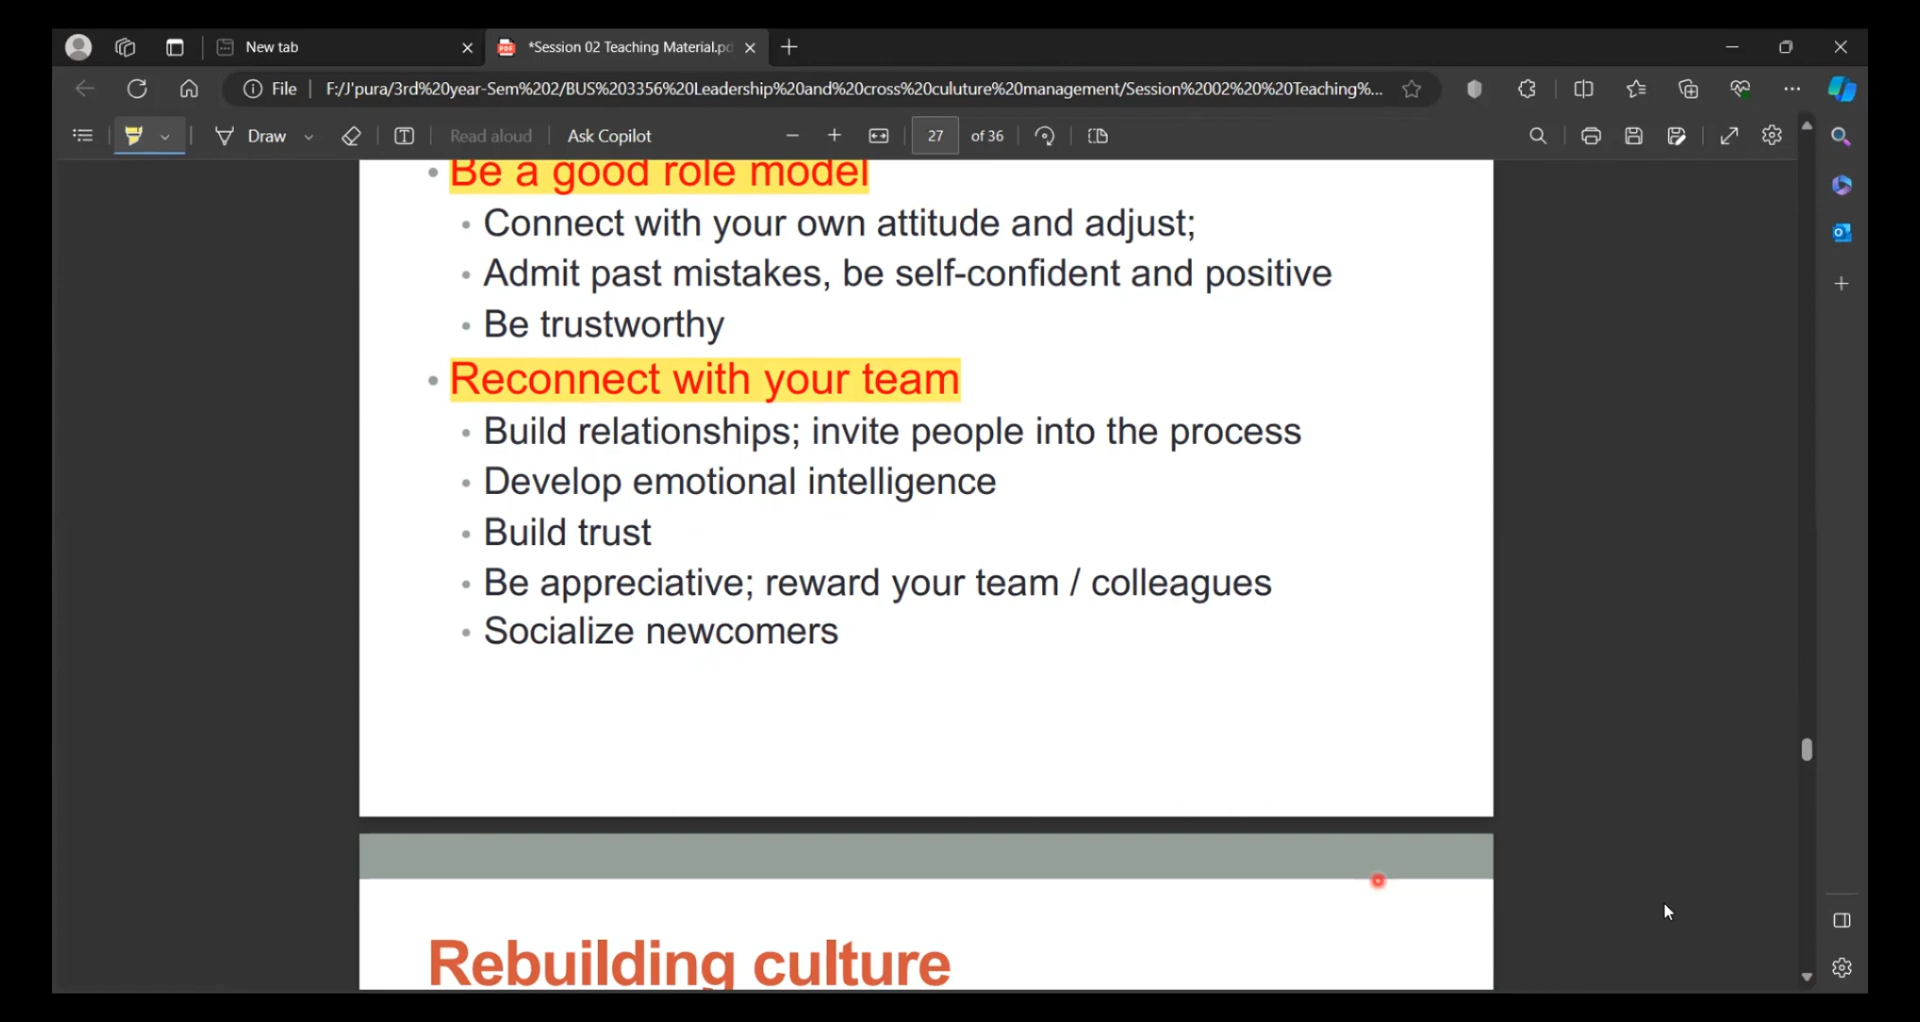 New tab
*Session 02 Teaching Material.pd
File
F:/J'pura/3rd%20year-Sem%202/BUS%203356%20Leadership%20and%20cross%20culuture%20management/Session%2002%20%20Teaching%...
Draw
Read aloud
Ask Copilot
27 of 36
• Be a good role model
• Connect with your own attitude and adjust;
• Admit past mistakes, be self-confident and positive
• Be trustworthy
• Reconnect with your team
• Build relationships; invite people into the process
• Develop emotional intelligence
• Build trust
• Be appreciative; reward your team / colleagues
• Socialize newcomers
Rebuilding culture